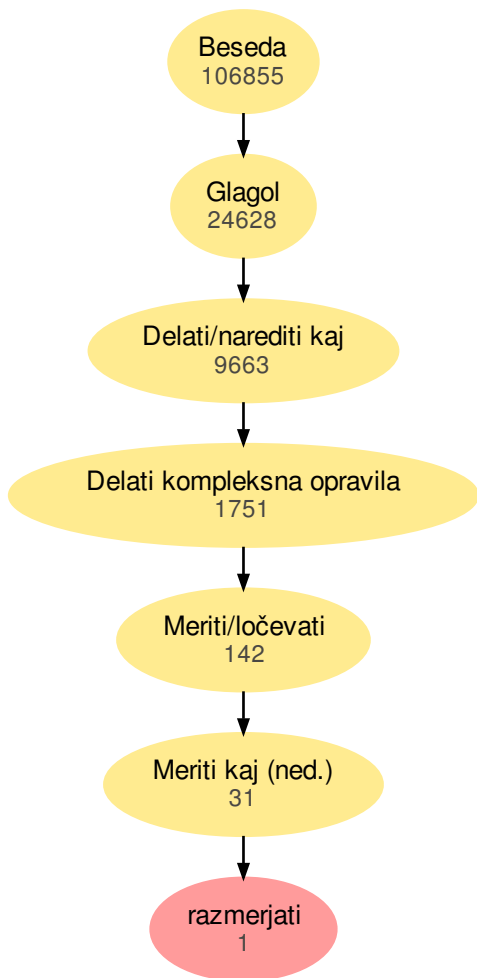 Beseda
106855
Glagol
24628
Delati/narediti kaj
9663
Delati kompleksna opravila
1751
Meriti/ločevati
142
Meriti kaj (ned.)
31
razmerjati
1